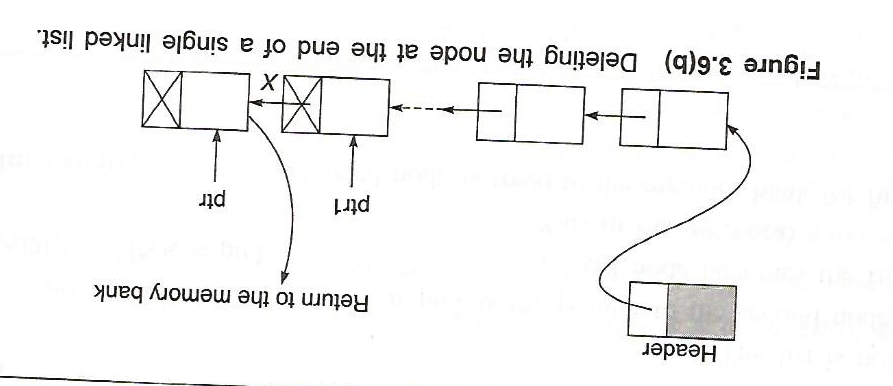 Header
Return to the memory bank
ptr1
ptr
X
Figure 3.6(b) Deleting the node at the end of a single linked list.